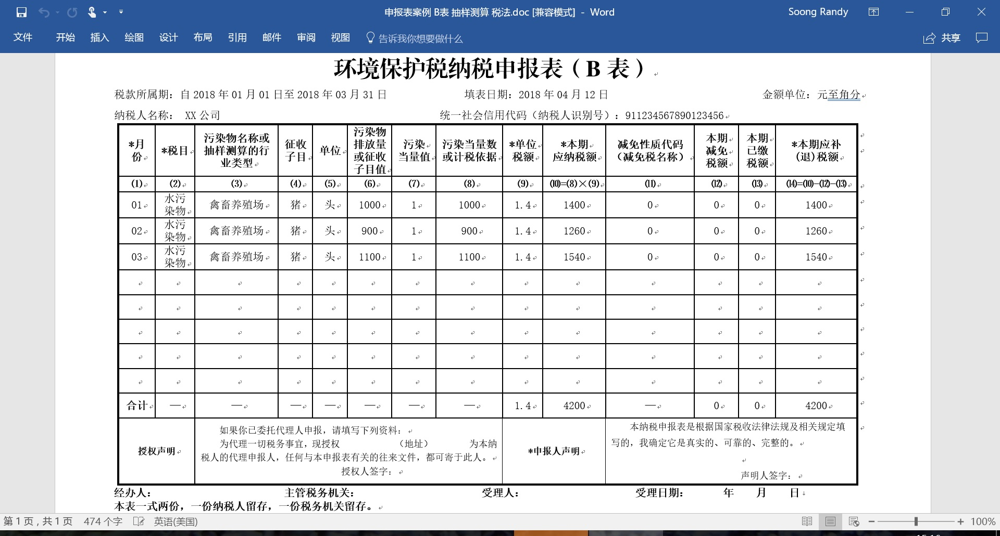 申报表案例 B表 抽样测算 税法.doc [兼容模式] - Word
Soong Randy
文件 开始 插入 绘图 设计 布局 引用 邮件 审阅 视图 告诉我你想要做什么 共享
环境保护税纳税申报表（B 表）
税款所属期：自 2018 年 01 月 01 日至 2018 年 03 月 31 日 填表日期：2018 年 04 月 12 日 金额单位：元至角分
纳税人名称： XX 公司 统一社会信用代码（纳税人识别号）：911234567890123456
*月份 *税目 污染物名称或抽样测算的行业类型 征收子目 单位 污染物排放量或征收子目值 污染当量值 污染当量数或计税依据 *单位税额 *本期应纳税额 减免性质代码（减免税名称） 本期减免税额 本期已缴税额 *本期应补(退)税额
(1) (2) (3) (4) (5) (6) (7) (8) (9) (10)=(8)×(9) (11) (12) (13) (14)=(10)-(12)-(13)
01 水污染物 禽畜养殖场 猪 头 1000 1 1000 1.4 1400 0 0 0 1400
02 水污染物 禽畜养殖场 猪 头 900 1 900 1.4 1260 0 0 0 1260
03 水污染物 禽畜养殖场 猪 头 1100 1 1100 1.4 1540 0 0 0 1540
合计 — — — — — — — 1.4 4200 — 0 0 4200
授权声明
如果你已委托代理人申报，请填写下列资料：
为代理一切税务事宜，现授权 （地址） 为本纳
税人的代理申报人，任何与本申报表有关的往来文件，都可寄于此人。
授权人签字：
*申报人声明
本纳税申报表是根据国家税收法律法规及相关规定填
写的，我确定它是真实的、可靠的、完整的。
声明人签字：
经办人： 主管税务机关： 受理人： 受理日期： 年 月 日
本表一式两份，一份纳税人留存，一份税务机关留存。
第 1 页，共 1 页 474 个字 英语(美国) 100%